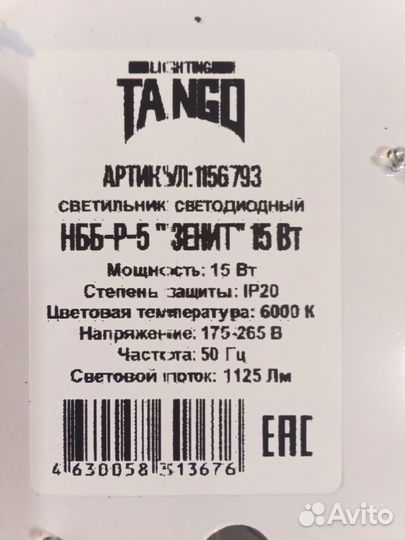 LIGHTING
TANGO
АРТИКУЛ: 1156793
СВЕТИЛЬНИК СВЕТОДИОДНЫЙ
НББ-Р-5 "ЗЕНИТ" 15 Вт
Мощность: 15 Вт
Степень защиты: IP20
Цветовая температура: 6000 К
Напряжение: 175-265 В
Частота: 50 Гц
Световой поток: 1125 Лм
EAC
4 630058 513676
Avito